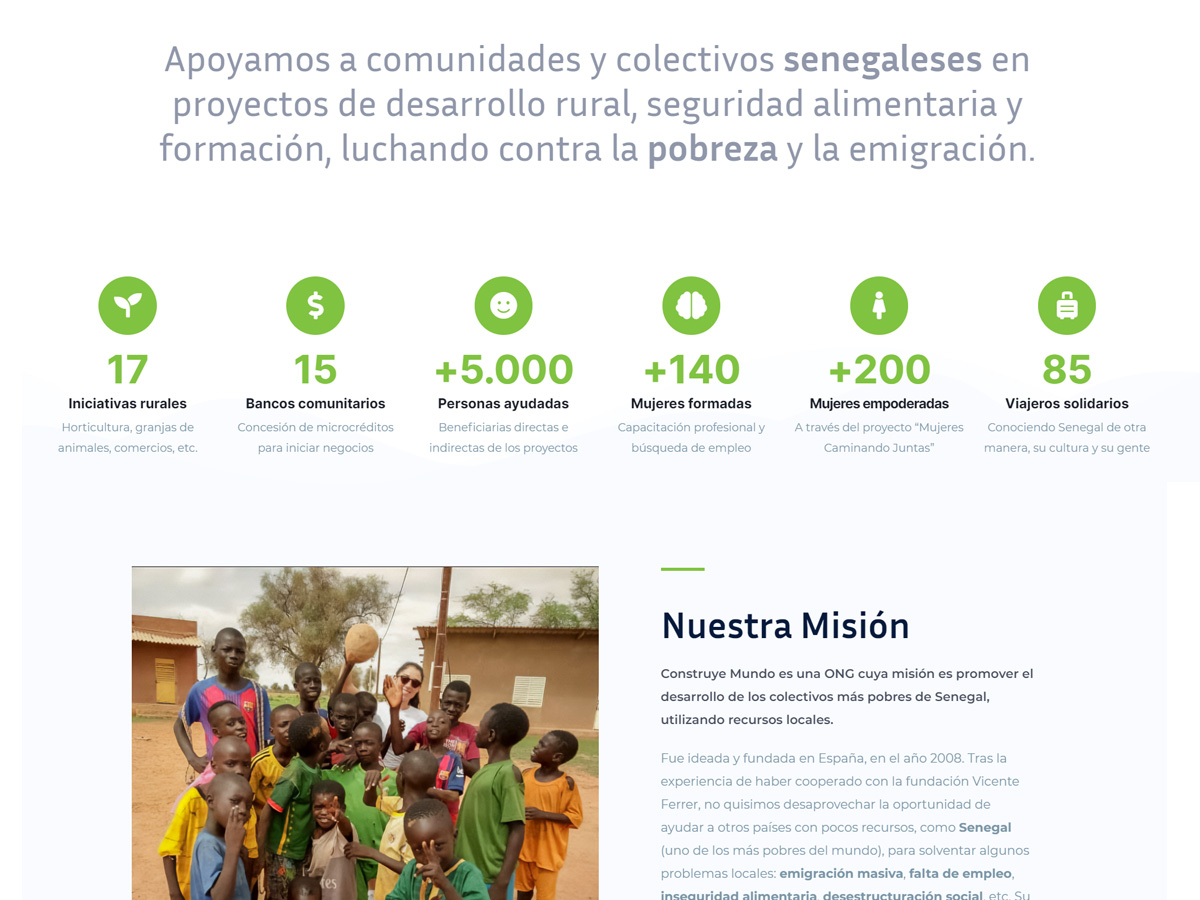 Apoyamos a comunidades y colectivos senegaleses en
proyectos de desarrollo rural, seguridad alimentaria y
formación, luchando contra la pobreza y la emigración.
17
Iniciativas rurales
Horticultura, granjas de
animales, comercios, etc.
15
Bancos comunitarios
Concesión de microcréditos
para iniciar negocios
+5.000
Personas ayudadas
Beneficiarias directas e
indirectas de los proyectos
+140
Mujeres formadas
Capacitación profesional y
búsqueda de empleo
+200
Mujeres empoderadas
A través del proyecto “Mujeres
Caminando Juntas”
85
Viajeros solidarios
Conociendo Senegal de otra
manera, su cultura y su gente
Nuestra Misión
Construye Mundo es una ONG cuya misión es promover el
desarrollo de los colectivos más pobres de Senegal,
utilizando recursos locales.
Fue ideada y fundada en España, en el año 2008. Tras la
experiencia de haber cooperado con la fundación Vicente
Ferrer, no quisimos desaprovechar la oportunidad de
ayudar a otros países con pocos recursos, como Senegal
(uno de los más pobres del mundo), para solventar algunos
problemas locales: emigración masiva, falta de empleo,
inseguridad alimentaria, desestructuración social, etc. Su